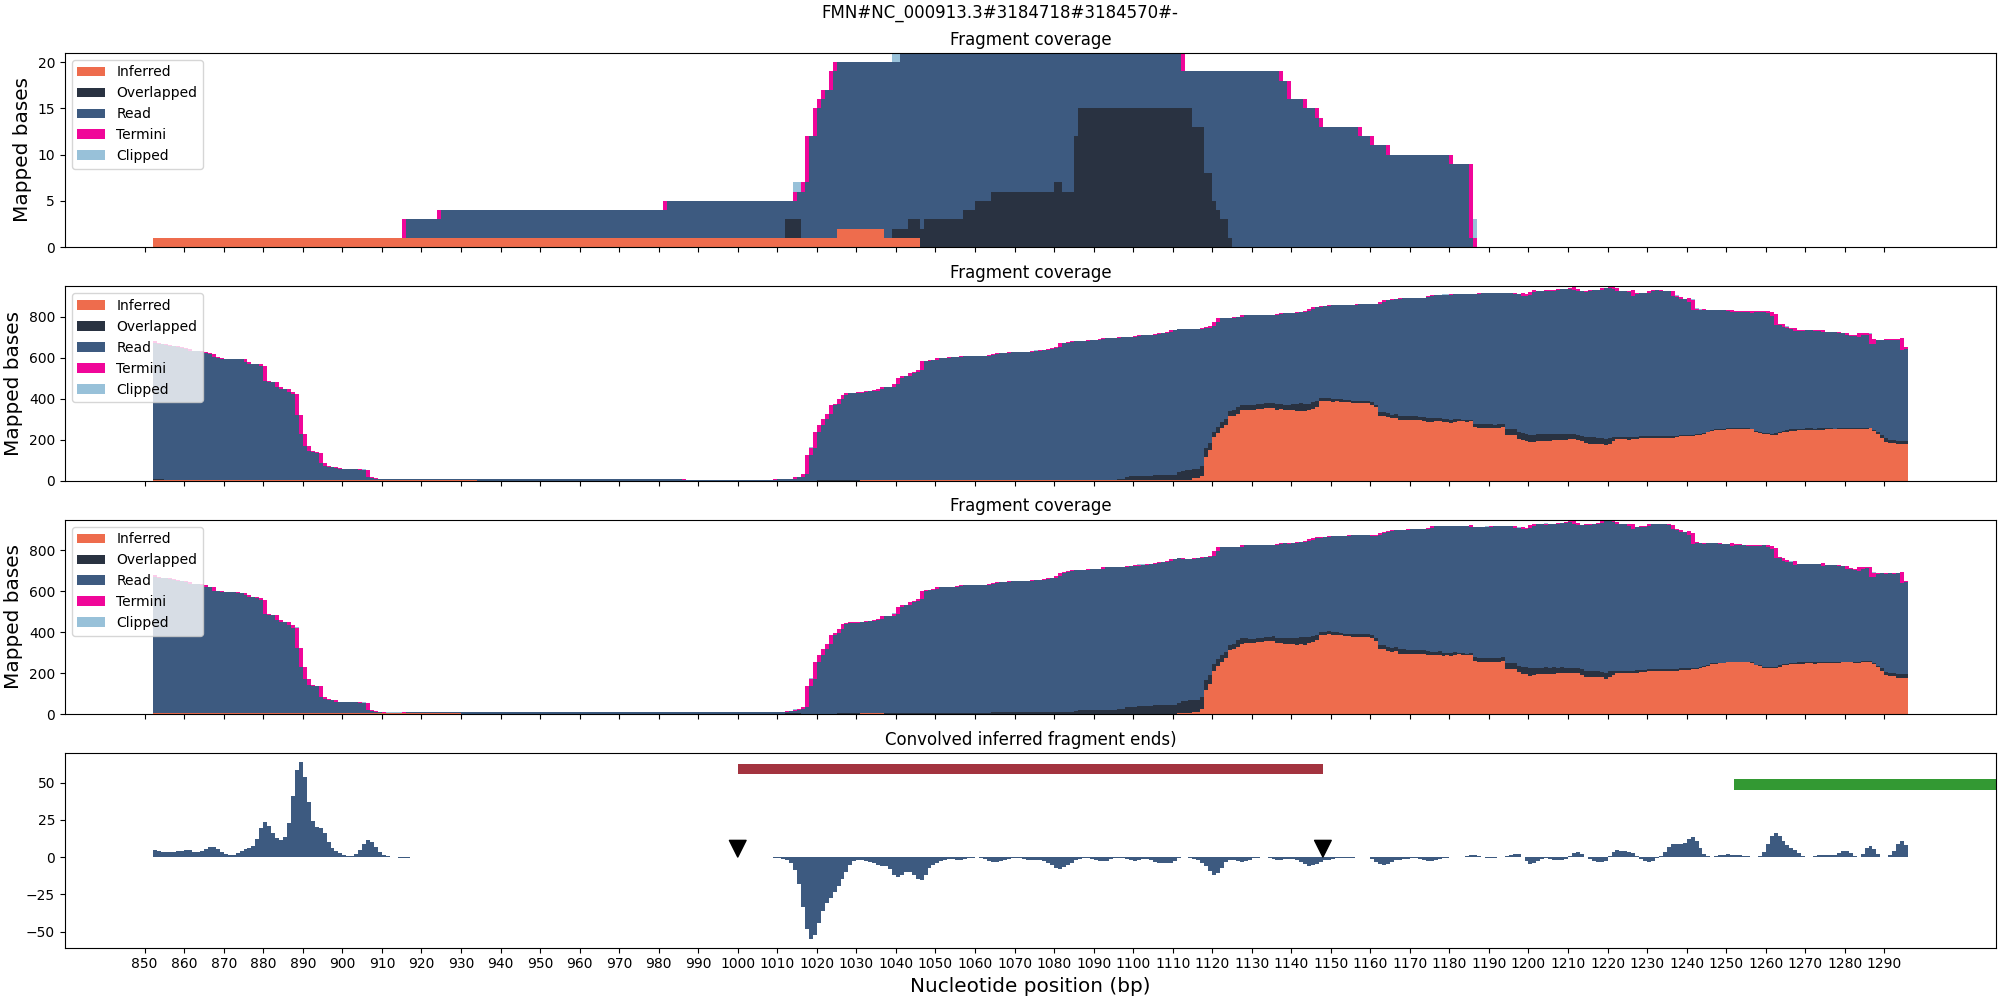 FMN#NC_000913.3#3184718#3184570#-
Fragment coverage
Mapped bases
20
15
10
5
0
Inferred
Overlapped
Read
Termini
Clipped
Fragment coverage
Mapped bases
800
600
400
200
0
Inferred
Overlapped
Read
Termini
Clipped
Fragment coverage
Mapped bases
800
600
400
200
0
Inferred
Overlapped
Read
Termini
Clipped
Convolved inferred fragment ends)
50
25
0
−25
−50
850 860 870 880 890 900 910 920 930 940 950 960 970 980 990 1000 1010 1020 1030 1040 1050 1060 1070 1080 1090 1100 1110 1120 1130 1140 1150 1160 1170 1180 1190 1200 1210 1220 1230 1240 1250 1260 1270 1280 1290
Nucleotide position (bp)